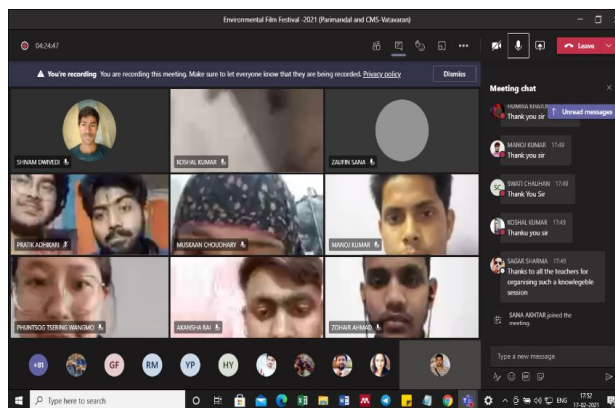 Environmental Film Festival -2021 (Parimandal and CMS-Vatavaran)
04:24:47
Leave
You're recording You are recording this meeting. Make sure to let everyone know that they are being recorded. Privacy policy
Dismiss
Meeting chat
Unread messages
Thank you sir
MANOJ KUMAR 17:49
Thank you sir
SC
SWATI CHAUHAN 17:49
Thank You Sir
KOSHAL KUMAR 17:49
Thanku you sir
SAGAR SHARMA 17:49
Thanks to all the teachers for
organising such a knowlegeble
session
SANA AKHTAR joined the
meeting.
Type a new message
SHIVAM DWIVEDI
KOSHAL KUMAR
ZAUFIN SANA
PRATIK ADHIKARI
MUSKAAN CHOUDHARY
MANOJ KUMAR
PHUNTSOG TSERING WANGMO
AKANSHA RAI
ZOHAIR AHMAD
+81
GF
RM
YP
HY
Type here to search
ENG
17:52
17-02-2021